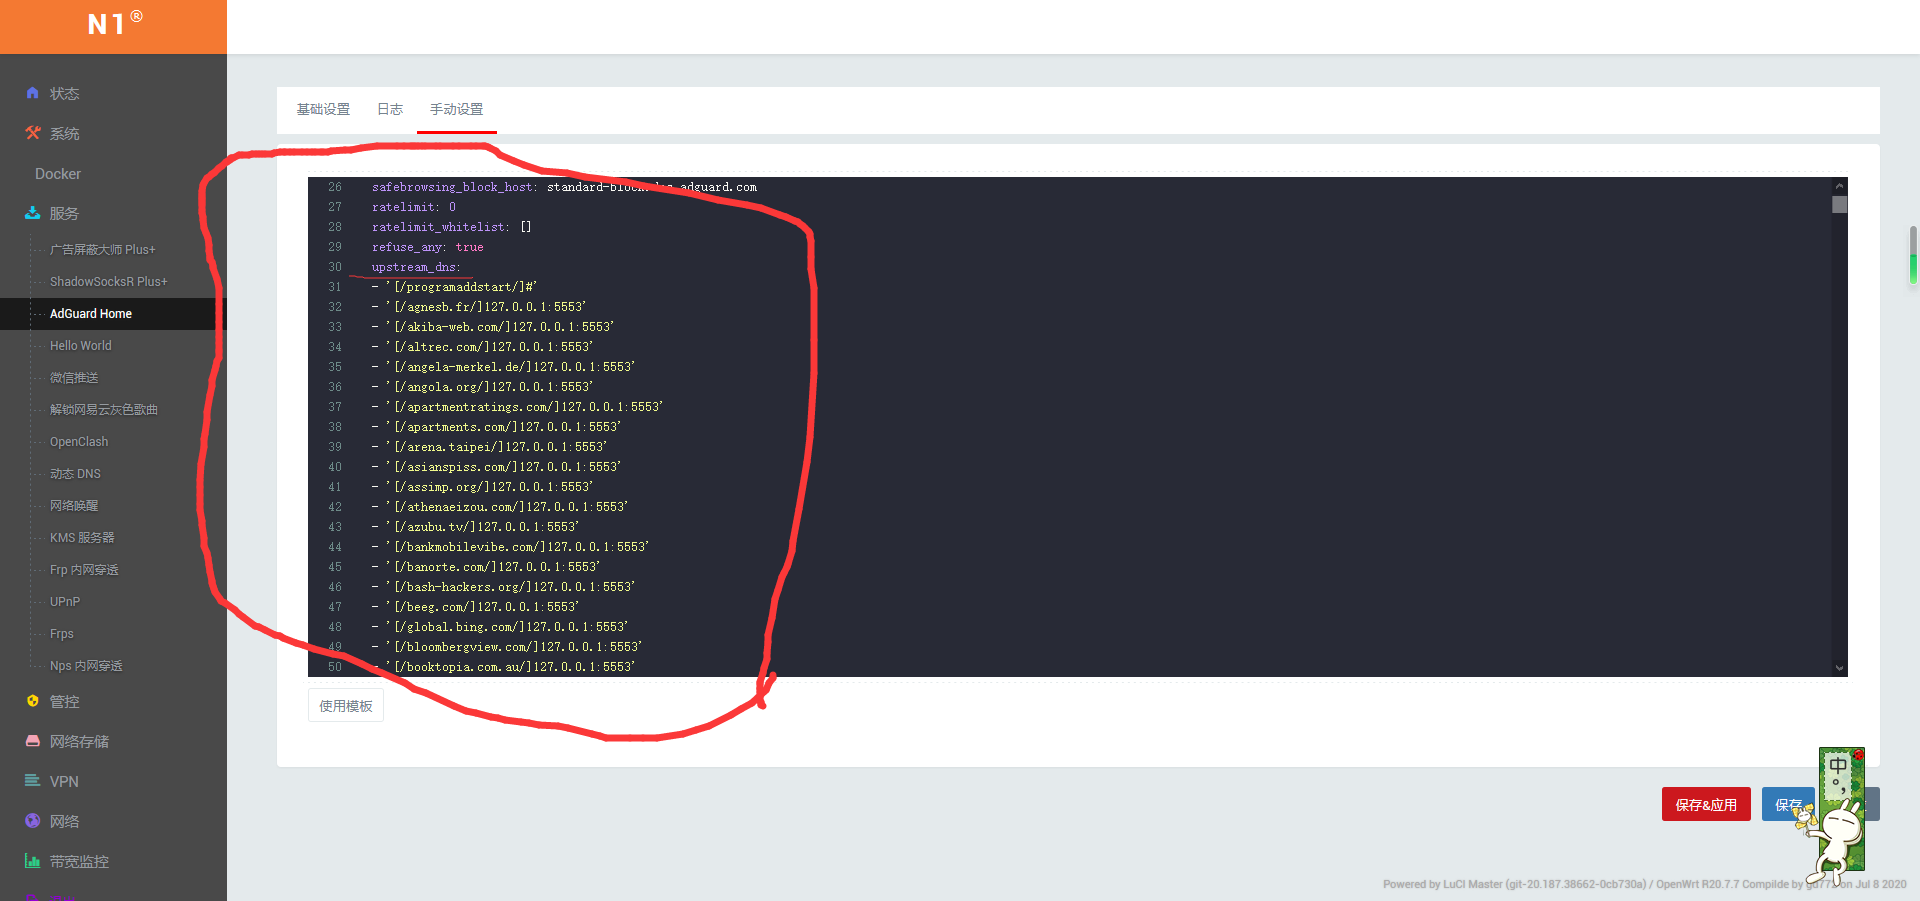 N1®
状态
系统
Docker
服务
广告屏蔽大师 Plus+
ShadowSocksR Plus+
AdGuard Home
Hello World
微信推送
解锁网易云灰色歌曲
OpenClash
动态 DNS
网络唤醒
KMS 服务器
Frp 内网穿透
UPnP
Frps
Nps 内网穿透
管控
网络存储
VPN
网络
带宽监控
基础设置
日志
手动设置
26 safebrowsing_block_host: standard-block.dns.adguard.com
27 ratelimit: 0
28 ratelimit_whitelist: []
29 refuse_any: true
30 upstream_dns:
31 - '[/programaddstart/]#'
32 - '[/agnesb.fr/]127.0.0.1:5553'
33 - '[/akiba-web.com/]127.0.0.1:5553'
34 - '[/altrec.com/]127.0.0.1:5553'
35 - '[/angela-merkel.de/]127.0.0.1:5553'
36 - '[/angola.org/]127.0.0.1:5553'
37 - '[/apartmentratings.com/]127.0.0.1:5553'
38 - '[/apartments.com/]127.0.0.1:5553'
39 - '[/arena.taipei/]127.0.0.1:5553'
40 - '[/asianspiss.com/]127.0.0.1:5553'
41 - '[/assimp.org/]127.0.0.1:5553'
42 - '[/athenaeizou.com/]127.0.0.1:5553'
43 - '[/azubu.tv/]127.0.0.1:5553'
44 - '[/bankmobilevibe.com/]127.0.0.1:5553'
45 - '[/banorte.com/]127.0.0.1:5553'
46 - '[/bash-hackers.org/]127.0.0.1:5553'
47 - '[/beeg.com/]127.0.0.1:5553'
48 - '[/global.bing.com/]127.0.0.1:5553'
49 - '[/bloombergview.com/]127.0.0.1:5553'
50 - '[/booktopia.com.au/]127.0.0.1:5553'
使用模板
中
保存&应用
保存
Powered by LuCI Master (git-20.187.38662-0cb730a) / OpenWrt R20.7.7 Compilde by on Jul 8 2020